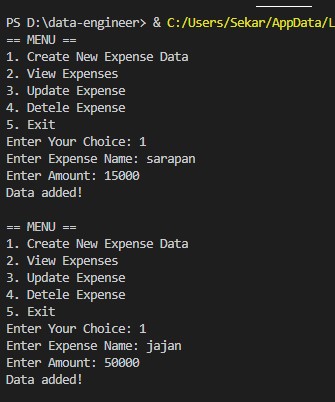 PS D:\data-engineer> & C:/Users/Sekar/AppData/L
== MENU ==
1. Create New Expense Data
2. View Expenses
3. Update Expense
4. Detele Expense
5. Exit
Enter Your Choice: 1
Enter Expense Name: sarapan
Enter Amount: 15000
Data added!

== MENU ==
1. Create New Expense Data
2. View Expenses
3. Update Expense
4. Detele Expense
5. Exit
Enter Your Choice: 1
Enter Expense Name: jajan
Enter Amount: 50000
Data added!